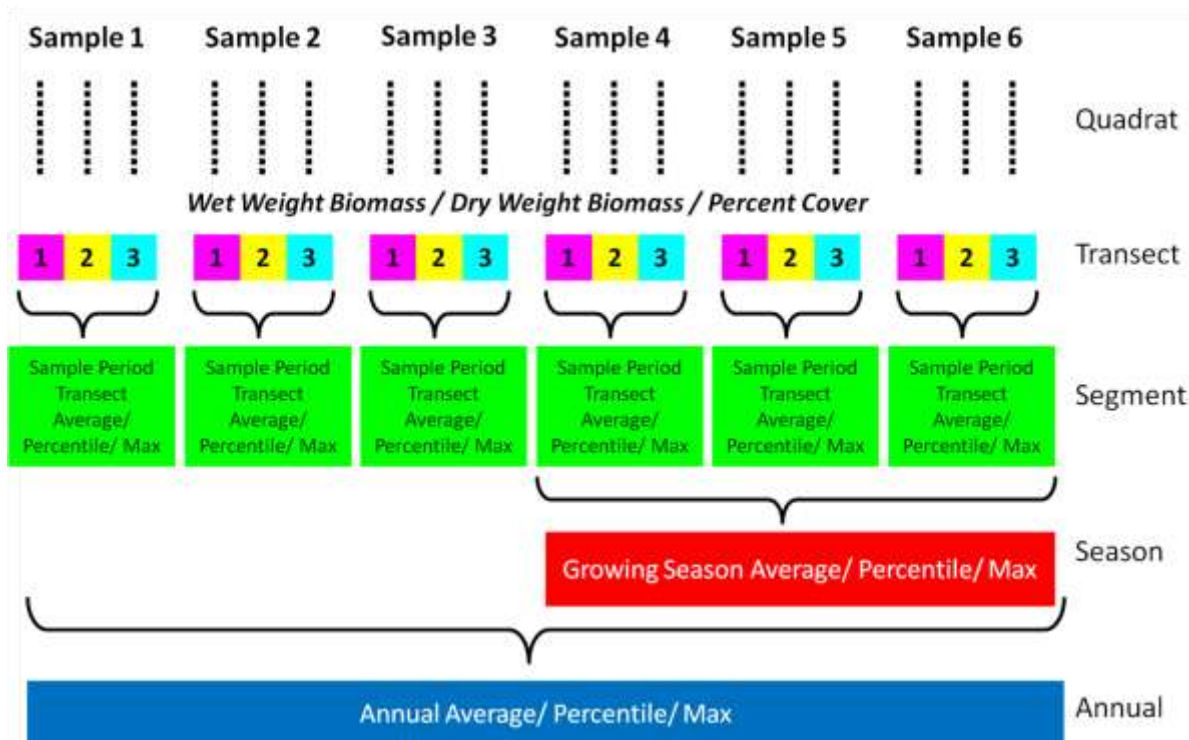 Sample 1 Sample 2 Sample 3 Sample 4 Sample 5 Sample 6
Quadrat
Wet Weight Biomass / Dry Weight Biomass / Percent Cover
1 2 3 1 2 3 1 2 3 1 2 3 1 2 3 1 2 3 Transect
Sample Period Sample Period Sample Period Sample Period Sample Period Sample Period
Transect Transect Transect Transect Transect Transect
Average/ Average/ Average/ Average/ Average/ Average/
Percentile/ Max Percentile/ Max Percentile/ Max Percentile/ Max Percentile/ Max Percentile/ Max
Segment
Growing Season Average/ Percentile/ Max
Season
Annual Average/ Percentile/ Max
Annual